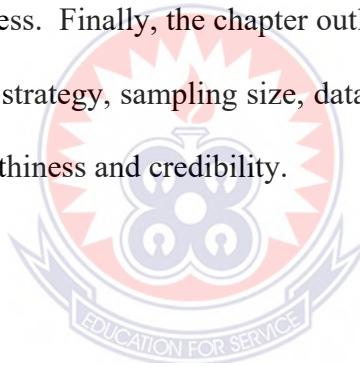 ess. Finally, the chapter outl
strategy, sampling size, data
thiness and credibility.
EDUCATION FOR SERVICE